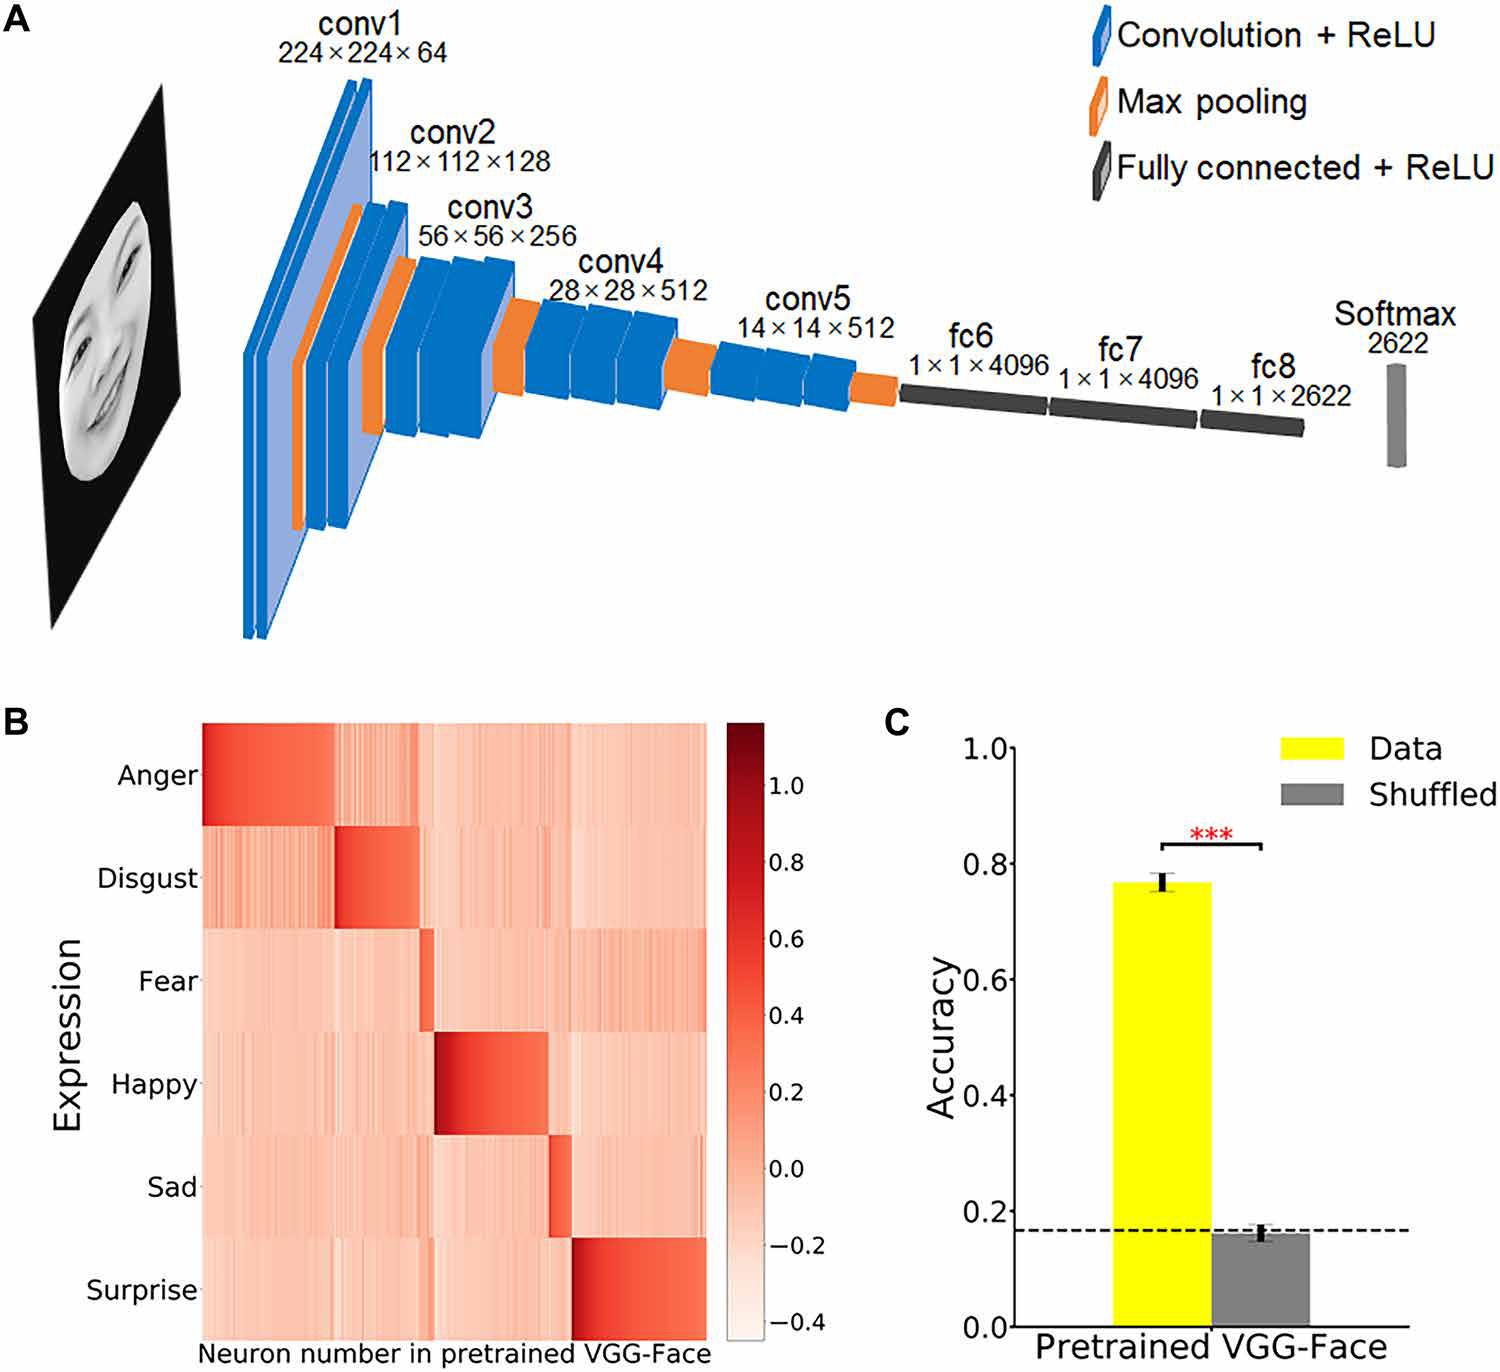 A
conv1
224×224×64
conv2
112×112×128
conv3
56×56×256
conv4
28×28×512
conv5
14×14×512
fc6
1×1×4096
fc7
1×1×4096
fc8
1×1×2622
Softmax
2622
Convolution + ReLU
Max pooling
Fully connected + ReLU
B
Expression
Anger
Disgust
Fear
Happy
Sad
Surprise
Neuron number in pretrained VGG-Face
1.0
0.8
0.6
0.4
0.2
0.0
−0.2
−0.4
C
Data
Shuffled
***
Accuracy
1.0
0.8
0.6
0.4
0.2
0.0
Pretrained VGG-Face